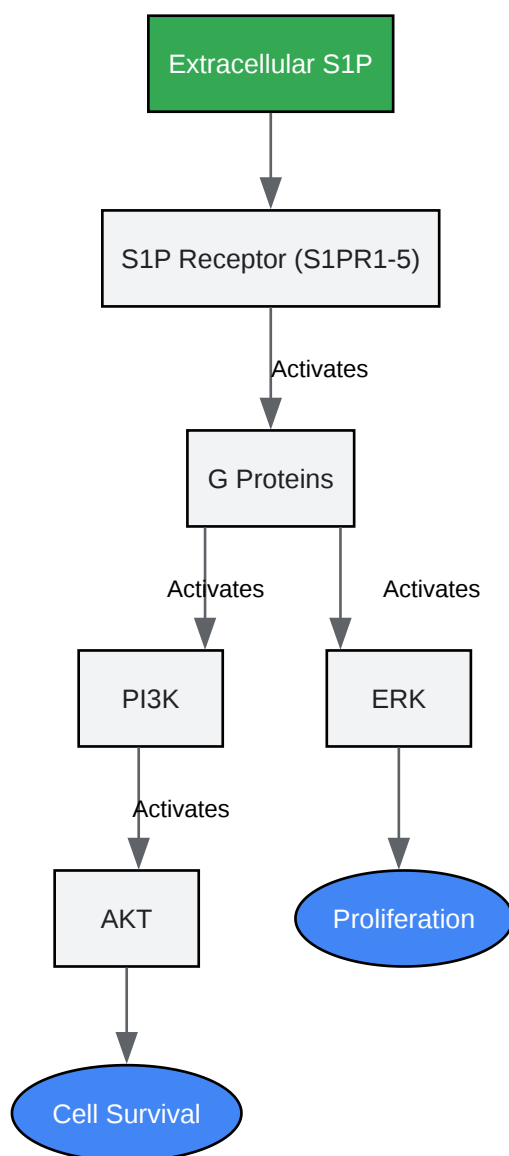 Extracellular S1P
S1P Receptor (S1PR1-5)
Activates
G Proteins
Activates
Activates
PI3K
ERK
Activates
AKT
Proliferation
Cell Survival